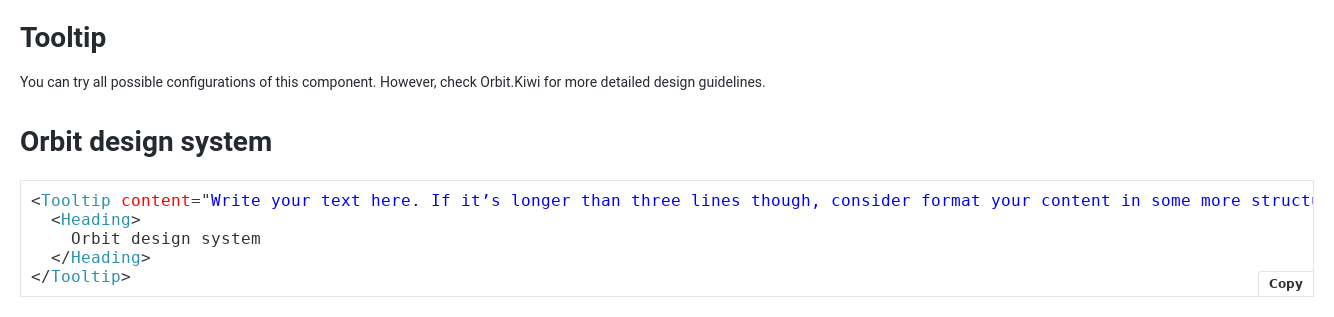 Tooltip
You can try all possible configurations of this component. However, check Orbit.Kiwi for more detailed design guidelines.
Orbit design system
<Tooltip content="Write your text here. If it’s longer than three lines though, consider format your content in some more struct
<Heading>
Orbit design system
</Heading>
</Tooltip>
Copy